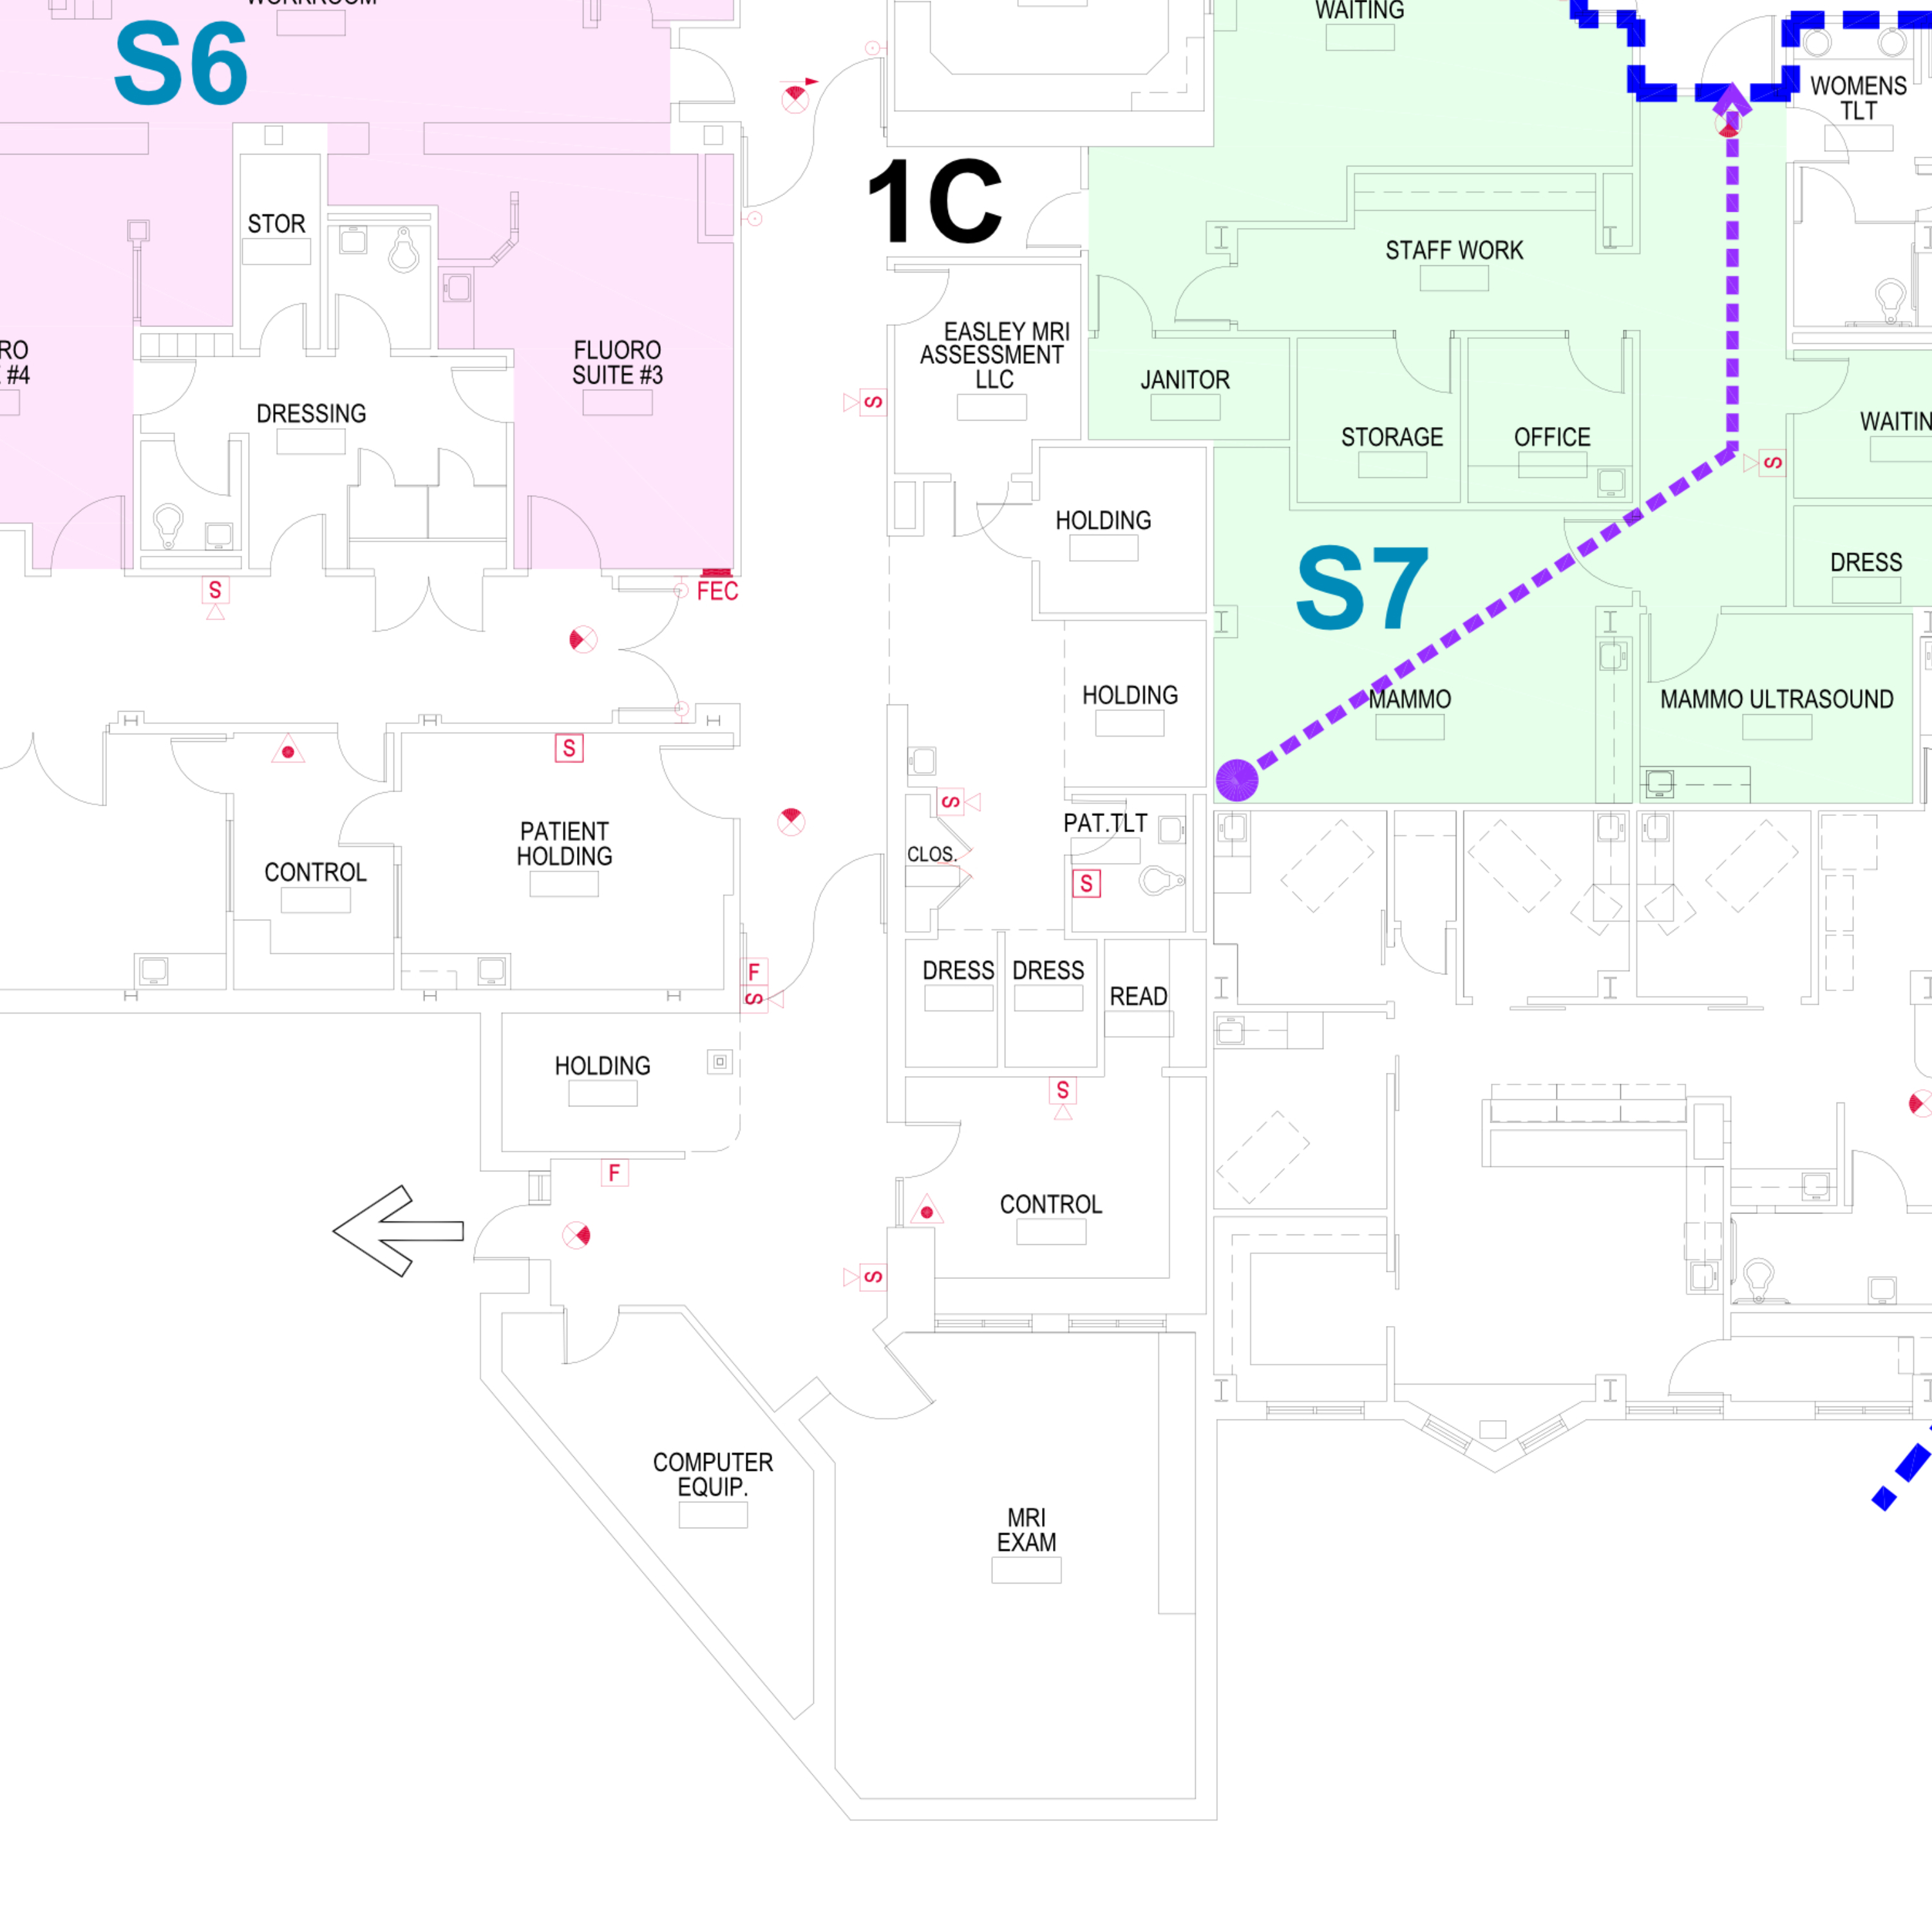 WORKROOM
S6
WAITING
WOMENS
TLT
1C
STOR
STAFF WORK
EASLEY MRI
ASSESSMENT
LLC
#4
FLUORO
SUITE #3
DRESSING
JANITOR
STORAGE
OFFICE
S
S
HOLDING
S7
DRESS
S
FEC
HOLDING
MAMMO
MAMMO ULTRASOUND
S
S
PATIENT
HOLDING
PAT.TLT
CLOS.
CONTROL
S
F
S
DRESS
DRESS
READ
HOLDING
S
F
CONTROL
S
COMPUTER
EQUIP.
MRI
EXAM